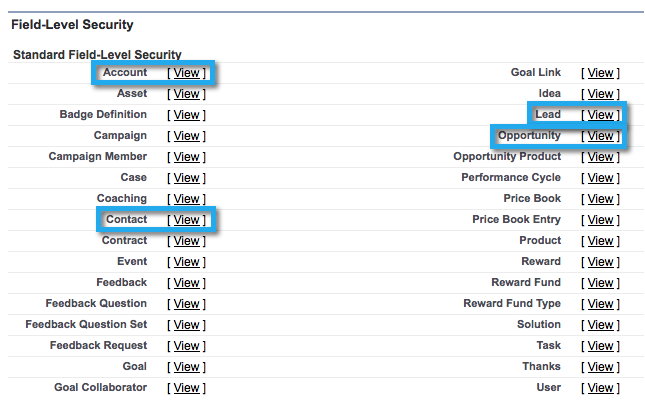 Field-Level Security
Standard Field-Level Security
Account [ View ] Goal Link [ View ]
Asset [ View ] Idea [ View ]
Badge Definition [ View ] Lead [ View ]
Campaign [ View ] Opportunity [ View ]
Campaign Member [ View ] Opportunity Product [ View ]
Case [ View ] Performance Cycle [ View ]
Coaching [ View ] Price Book [ View ]
Contact [ View ] Price Book Entry [ View ]
Contract [ View ] Product [ View ]
Event [ View ] Reward [ View ]
Feedback [ View ] Reward Fund [ View ]
Feedback Question [ View ] Reward Fund Type [ View ]
Feedback Question Set [ View ] Solution [ View ]
Feedback Request [ View ] Task [ View ]
Goal [ View ] Thanks [ View ]
Goal Collaborator [ View ] User [ View ]